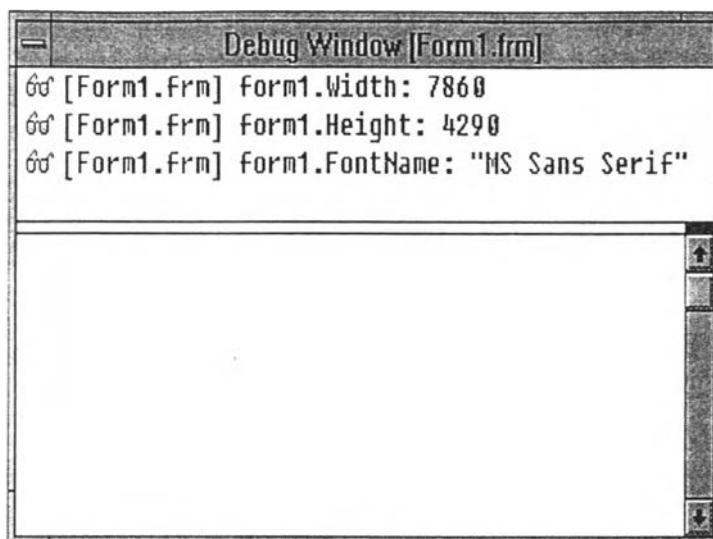 Debug Window [Form1.frm]
[Form1.frm] form1.Width: 7860
[Form1.frm] form1.Height: 4290
[Form1.frm] form1.FontName: "MS Sans Serif"